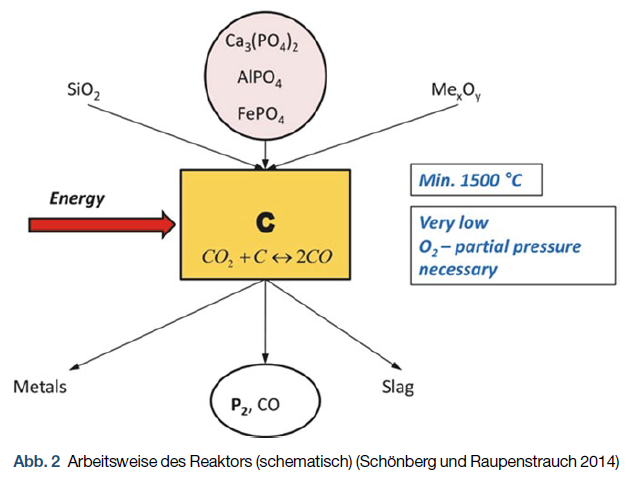 Ca₃(PO₄)₂
AlPO₄
FePO₄
SiO₂
MeₓOᵧ
Min. 1500 °C
Energy
C
CO₂ + C ↔ 2CO
Very low
O₂ – partial pressure
necessary
Metals
P₂, CO
Slag
Abb. 2 Arbeitsweise des Reaktors (schematisch) (Schönberg und Raupenstrauch 2014)